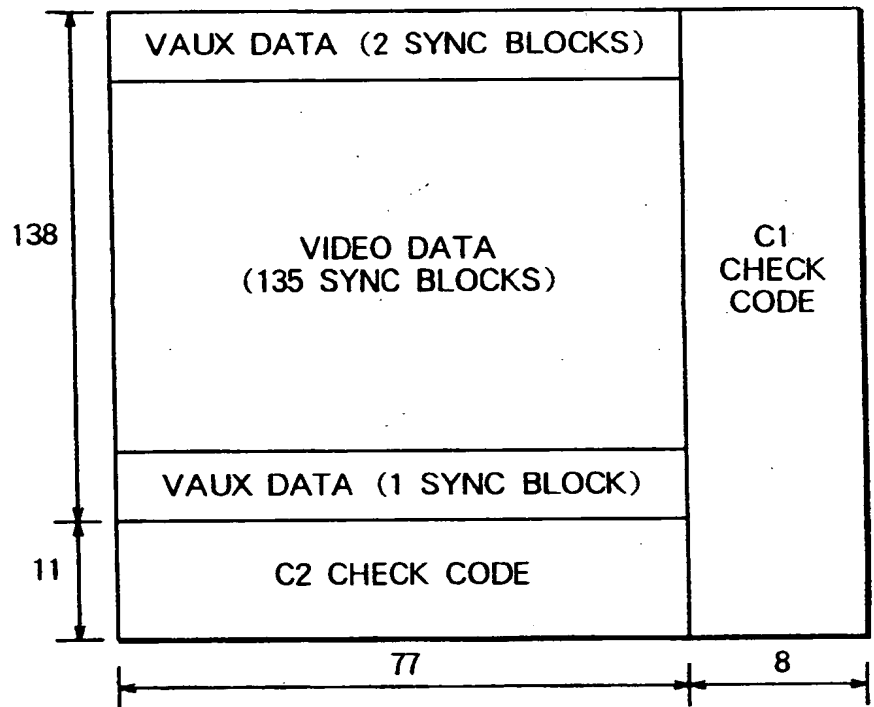 VAUX DATA (2 SYNC BLOCKS)
138
VIDEO DATA
(135 SYNC BLOCKS)
C1
CHECK
CODE
VAUX DATA (1 SYNC BLOCK)
11
C2 CHECK CODE
77
8